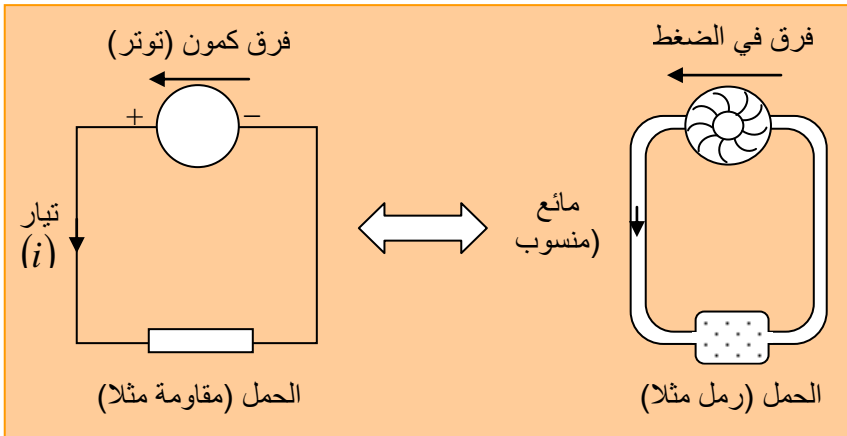 فرق في الضغط
فرق كمون (توتر)
+
−
مائع
(منسوب
تيار
(i)
الحمل (رمل مثلا)
الحمل (مقاومة مثلا)